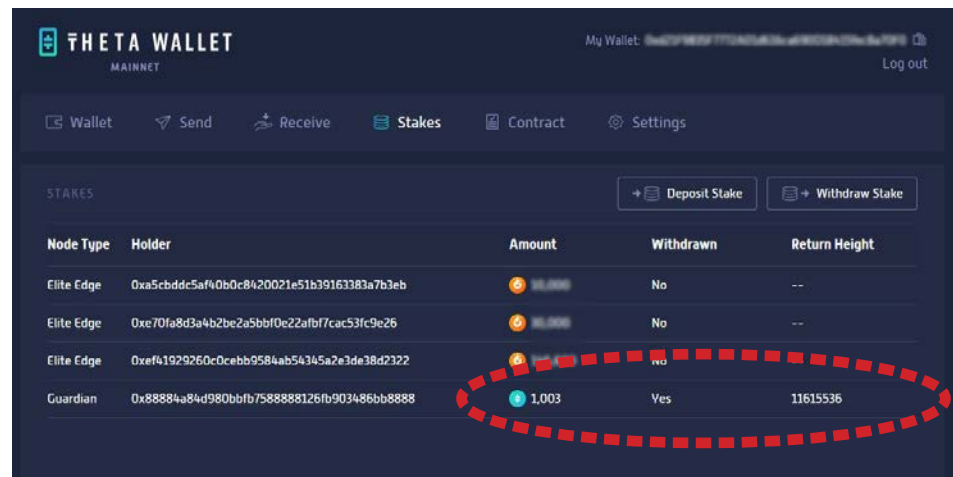 THETA WALLET
MAINNET
My Wallet:
Log out
Wallet Send Receive Stakes Contract Settings
STAKES
Deposit Stake Withdraw Stake
Node Type Holder Amount Withdrawn Return Height
Elite Edge 0xa5cbddc5af40b0c8420021e51b39163383a7b3eb No --
Elite Edge 0xe70fa8d3a4b2be2a5bbf0e22afbf7cac53fc9e26 No --
Elite Edge 0xef41929260c0cebb9584ab54345a2e3de38d2322 No
Guardian 0x88884a84d980bbfb7588888126fb903486bb8888 1,003 Yes 11615536